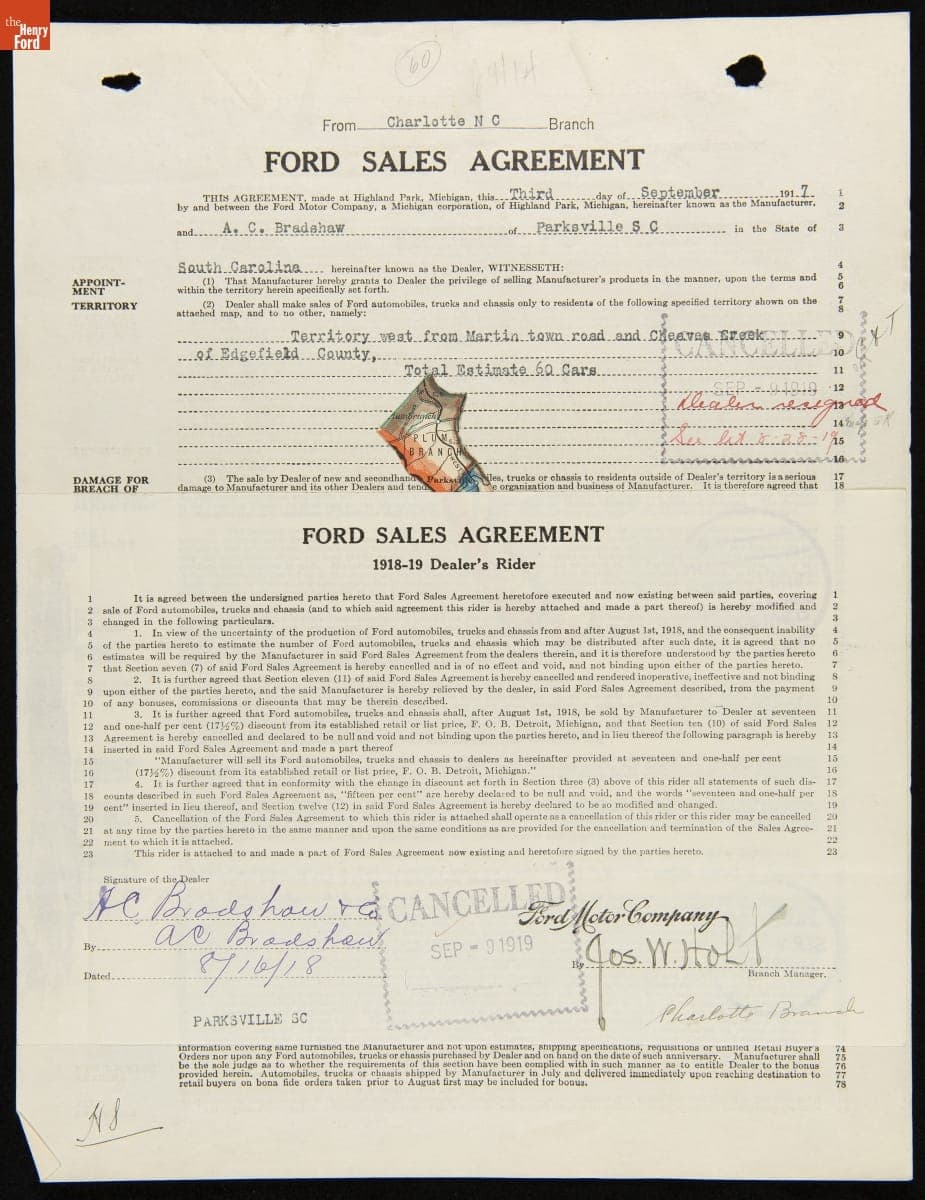 the
Henry
Ford
60
From Charlotte N C Branch
FORD SALES AGREEMENT
THIS AGREEMENT, made at Highland Park, Michigan, this Third day of September 1917 1
by and between the Ford Motor Company, a Michigan corporation, of Highland Park, Michigan, hereinafter known as the Manufacturer, 2
and A. C. Bradshaw of Parksville S C in the State of 3
South Carolina hereinafter known as the Dealer, WITNESSETH: 4
APPOINT-
MENT
(1) That Manufacturer hereby grants to Dealer the privilege of selling Manufacturer's products in the manner, upon the terms and 5
within the territory herein specifically set forth. 6
TERRITORY
(2) Dealer shall make sales of Ford automobiles, trucks and chassis only to residents of the following specified territory shown on the 7
attached map, and to no other, namely: 8
Territory west from Martin town road and Cheaves Creek 9
of Edgefield County, 10
Total Estimate 60 Cars 11
CANCELLED
SEP - 9 1919 12
Dealer resigned 13
14
See let 8-28-19 15
16
PLUM
BRANCH
Parksville
DAMAGE FOR
BREACH OF
(3) The sale by Dealer of new and secondhand les, trucks or chassis to residents outside of Dealer's territory is a serious 17
damage to Manufacturer and its other Dealers and tend e organization and business of Manufacturer. It is therefore agreed that 18
FORD SALES AGREEMENT
1918-19 Dealer's Rider
1 It is agreed between the undersigned parties hereto that Ford Sales Agreement heretofore executed and now existing between said parties, covering 1
2 sale of Ford automobiles, trucks and chassis (and to which said agreement this rider is hereby attached and made a part thereof) is hereby modified and 2
3 changed in the following particulars. 3
4 1. In view of the uncertainty of the production of Ford automobiles, trucks and chassis from and after August 1st, 1918, and the consequent inability 4
5 of the parties hereto to estimate the number of Ford automobiles, trucks and chassis which may be distributed after such date, it is agreed that no 5
6 estimates will be required by the Manufacturer in said Ford Sales Agreement from the dealers therein, and it is therefore understood by the parties hereto 6
7 that Section seven (7) of said Ford Sales Agreement is hereby cancelled and is of no effect and void, and not binding upon either of the parties hereto. 7
8 2. It is further agreed that Section eleven (11) of said Ford Sales Agreement is hereby cancelled and rendered inoperative, ineffective and not binding 8
9 upon either of the parties hereto, and the said Manufacturer is hereby relieved by the dealer, in said Ford Sales Agreement described, from the payment 9
10 of any bonuses, commissions or discounts that may be therein described. 10
11 3. It is further agreed that Ford automobiles, trucks and chassis shall, after August 1st, 1918, be sold by Manufacturer to Dealer at seventeen 11
12 and one-half per cent (17½%) discount from its established retail or list price, F. O. B. Detroit, Michigan, and that Section ten (10) of said Ford Sales 12
13 Agreement is hereby cancelled and declared to be null and void and not binding upon the parties hereto, and in lieu thereof the following paragraph is hereby 13
14 inserted in said Ford Sales Agreement and made a part thereof 14
15 "Manufacturer will sell its Ford automobiles, trucks and chassis to dealers as hereinafter provided at seventeen and one-half per cent 15
16 (17½%) discount from its established retail or list price, F. O. B. Detroit, Michigan." 16
17 4. It is further agreed that in conformity with the change in discount set forth in Section three (3) above of this rider all statements of such dis- 17
18 counts described in such Ford Sales Agreement as, "fifteen per cent" are hereby declared to be null and void, and the words "seventeen and one-half per 18
19 cent" inserted in lieu thereof, and Section twelve (12) in said Ford Sales Agreement is hereby declared to be so modified and changed. 19
20 5. Cancellation of the Ford Sales Agreement to which this rider is attached shall operate as a cancellation of this rider or this rider may be cancelled 20
21 at any time by the parties hereto in the same manner and upon the same conditions as are provided for the cancellation and termination of the Sales Agree- 21
22 ment to which it is attached. 22
23 This rider is attached to and made a part of Ford Sales Agreement now existing and heretofore signed by the parties hereto. 23
Signature of the Dealer
A C. Bradshaw & Co
By A C Bradshaw
Dated 8/16/18
CANCELLED
SEP - 9 1919
Ford Motor Company
By Jos. W. Holt
Branch Manager.
Charlotte Branch
PARKSVILLE SC
information covering same furnished the Manufacturer and not upon estimates, shipping specifications, requisitions or unfilled Retail Buyer's 74
Orders nor upon any Ford automobiles, trucks or chassis purchased by Dealer and on hand on the date of such anniversary. Manufacturer shall 75
be the sole judge as to whether the requirements of this section have been complied with in such manner as to entitle Dealer to the bonus 76
provided herein. Automobiles, trucks or chassis shipped by Manufacturer in July and delivered immediately upon reaching destination to 77
retail buyers on bona fide orders taken prior to August first may be included for bonus. 78